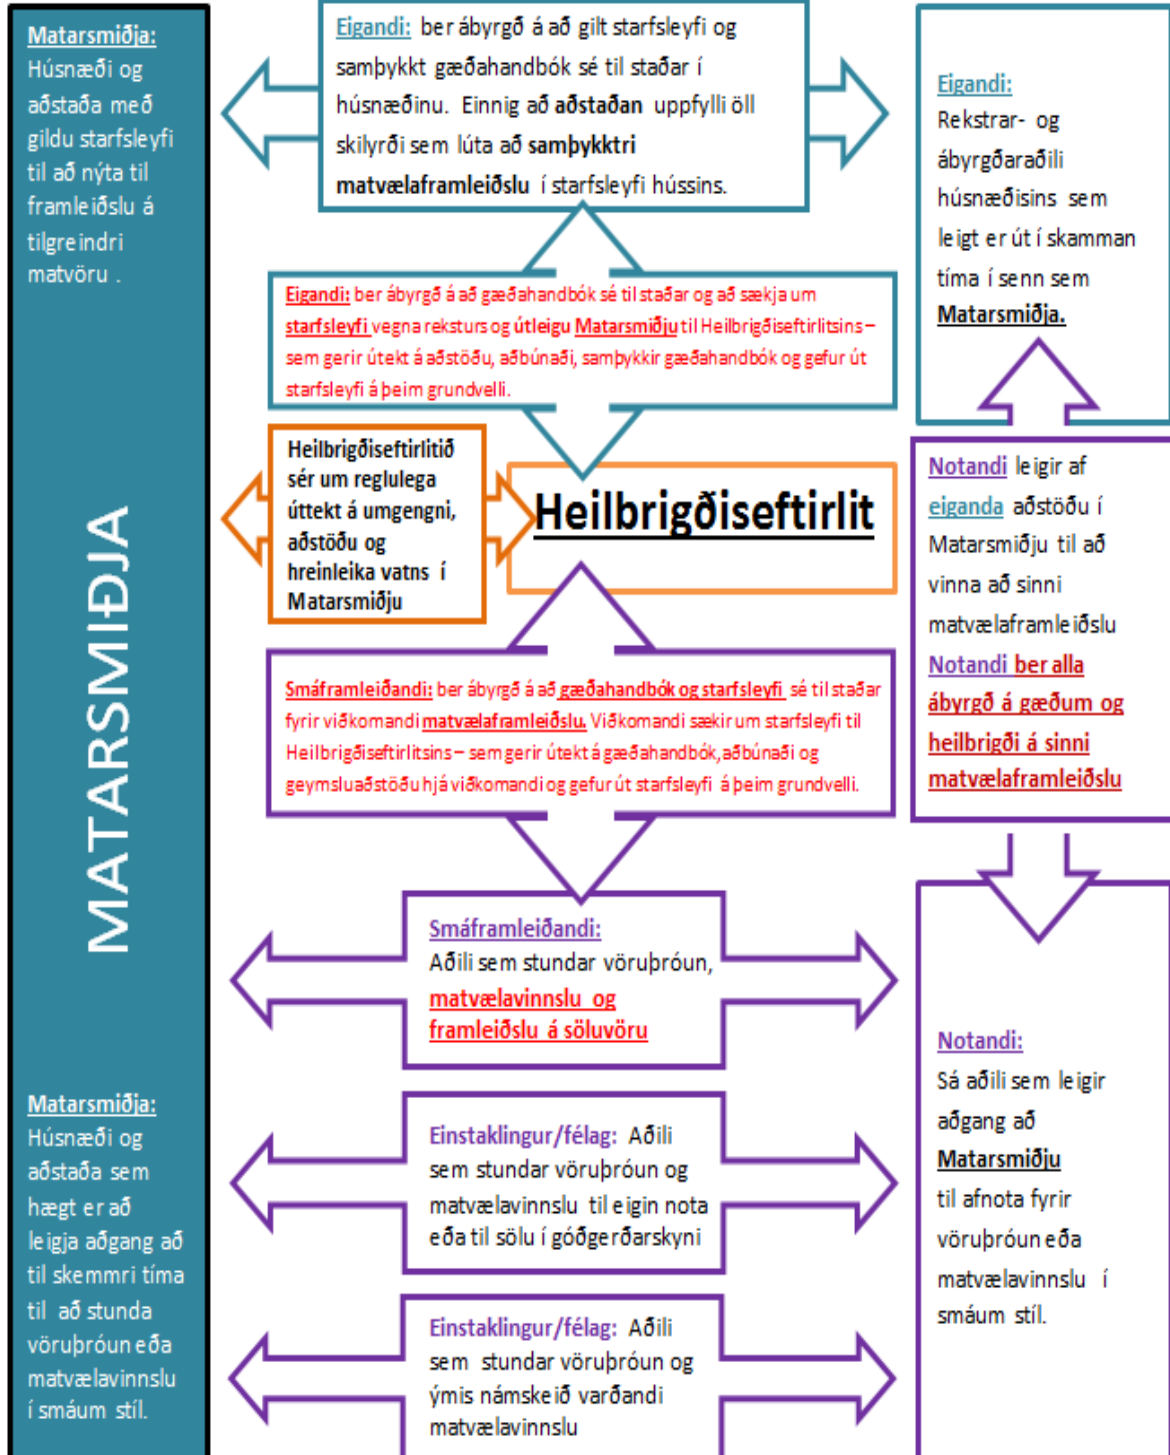 Matarsmiðja:
Húsnæði og
aðstaða með
gildu starfsleyfi
til að nýta til
framleiðslu á
tilgreindri
matvöru .
MATARSMIÐJA
Matarsmiðja:
Húsnæði og
aðstaða sem
hægt er að
leigja aðgang að
til skemmri tíma
til að stunda
vöruþróun eða
matvælavinnslu
í smáum stíl.
Eigandi: ber ábyrgð á að gilt starfsleyfi og
samþykkt gæðahandbók sé til staðar í
húsnæðinu. Einnig að aðstaðan uppfylli öll
skilyrði sem lúta að samþykktri
matvælaframleiðslu í starfsleyfi hússins.
Eigandi: ber ábyrgð á að gæðahandbók sé til staðar og að sækja um
starfsleyfi vegna reksturs og útleigu Matarsmiðju til Heilbrigðiseftirlitsins –
sem gerir útekt á aðstöðu, aðbúnaði, samþykkir gæðahandbók og gefur út
starfsleyfi á þeim grundvelli.
Heilbrigðiseftirlitið
sér um reglulega
úttekt á umgengni,
aðstöðu og
hreinleika vatns í
Matarsmiðju
Heilbrigðiseftirlit
Smáframleiðandi: ber ábyrgð á að gæðahandbók og starfsleyfi sé til staðar
fyrir viðkomandi matvælaframleiðslu. Viðkomandi sækir um starfsleyfi til
Heilbrigðiseftirlitsins – sem gerir útekt á gæðahandbók, aðbúnaði og
geymsluaðstöðu hjá viðkomandi og gefur út starfsleyfi á þeim grundvelli.
Smáframleiðandi:
Aðili sem stundar vöruþróun,
matvælavinnslu og
framleiðslu á söluvöru
Einstaklingur/félag: Aðili
sem stundar vöruþróun og
matvælavinnslu til eigin nota
eða til sölu í góðgerðarskyni
Einstaklingur/félag: Aðili
sem stundar vöruþróun og
ýmis námskeið varðandi
matvælavinnslu
Eigandi:
Rekstrar- og
ábyrgðaraðili
húsnæðisins sem
leigt er út í skamman
tíma í senn sem
Matarsmiðja.
Notandi leigir af
eiganda aðstöðu í
Matarsmiðju til að
vinna að sinni
matvælaframleiðslu
Notandi ber alla
ábyrgð á gæðum og
heilbrigði á sinni
matvælaframleiðslu
Notandi:
Sá aðili sem leigir
aðgang að
Matarsmiðju
til afnota fyrir
vöruþróun eða
matvælavinnslu í
smáum stíl.